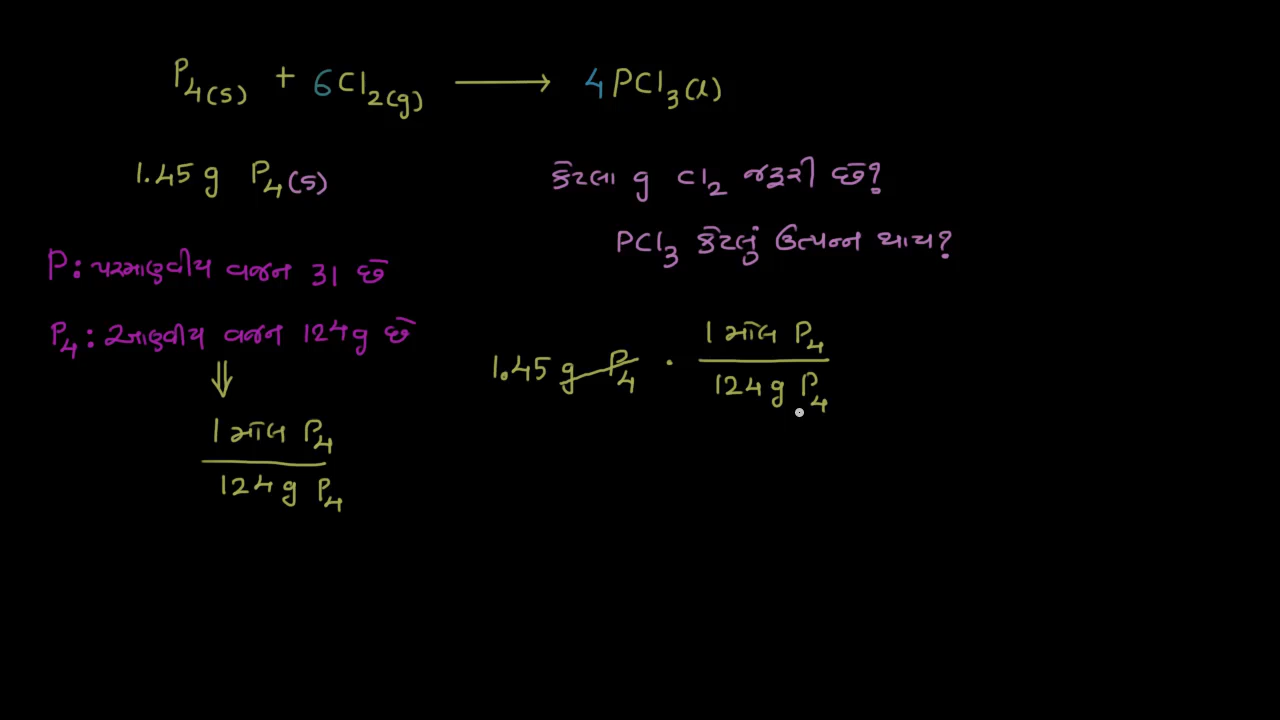 P₄(s) + 6Cl₂(g) ⟶ 4PCl₃(l)
1.45 g P₄(s)
કેટલા g Cl₂ જરૂરી છે?
PCl₃ કેટલું ઉત્પન્ન થાય?
P : પરમાણ્વીય વજન 31 છે
P₄ : આણ્વીય વજન 124g છે
⇓
1 મૉલ P₄
124 g P₄
1.45 g P₄ · 1 મૉલ P₄
124 g P₄